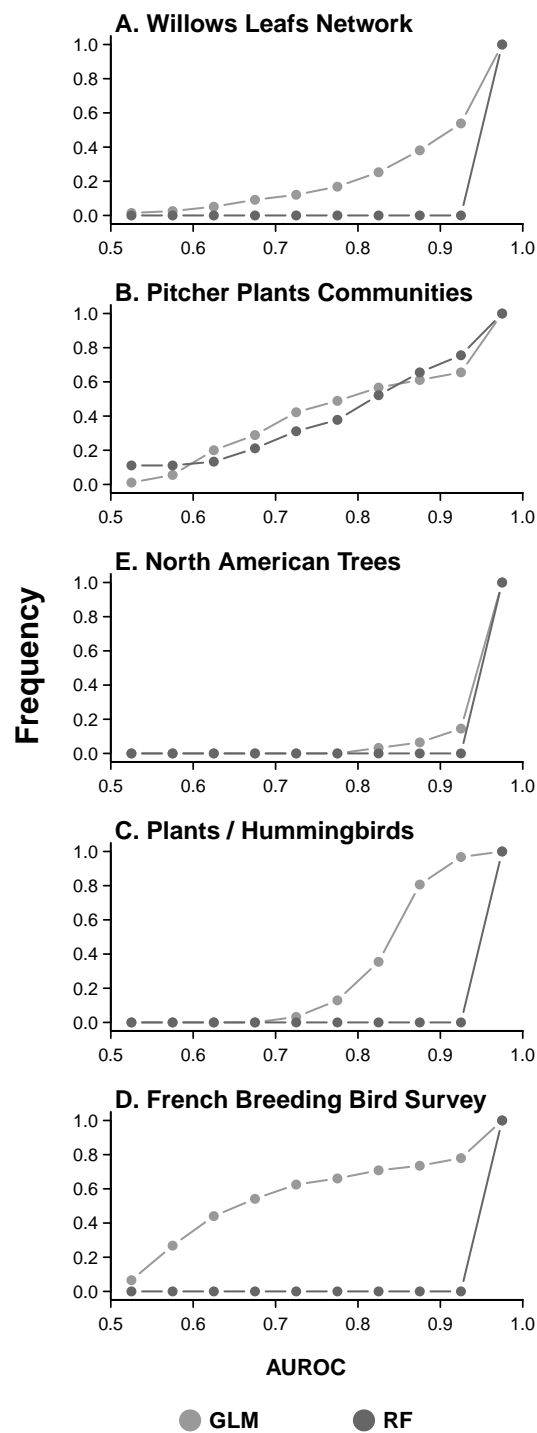 A. Willows Leafs Network
1.0
0.8
0.6
0.4
0.2
0.0
0.5 0.6 0.7 0.8 0.9 1.0
B. Pitcher Plants Communities
1.0
0.8
0.6
0.4
0.2
0.0
0.5 0.6 0.7 0.8 0.9 1.0
E. North American Trees
1.0
0.8
0.6
0.4
0.2
0.0
0.5 0.6 0.7 0.8 0.9 1.0
Frequency
C. Plants / Hummingbirds
1.0
0.8
0.6
0.4
0.2
0.0
0.5 0.6 0.7 0.8 0.9 1.0
D. French Breeding Bird Survey
1.0
0.8
0.6
0.4
0.2
0.0
0.5 0.6 0.7 0.8 0.9 1.0
AUROC
GLM RF